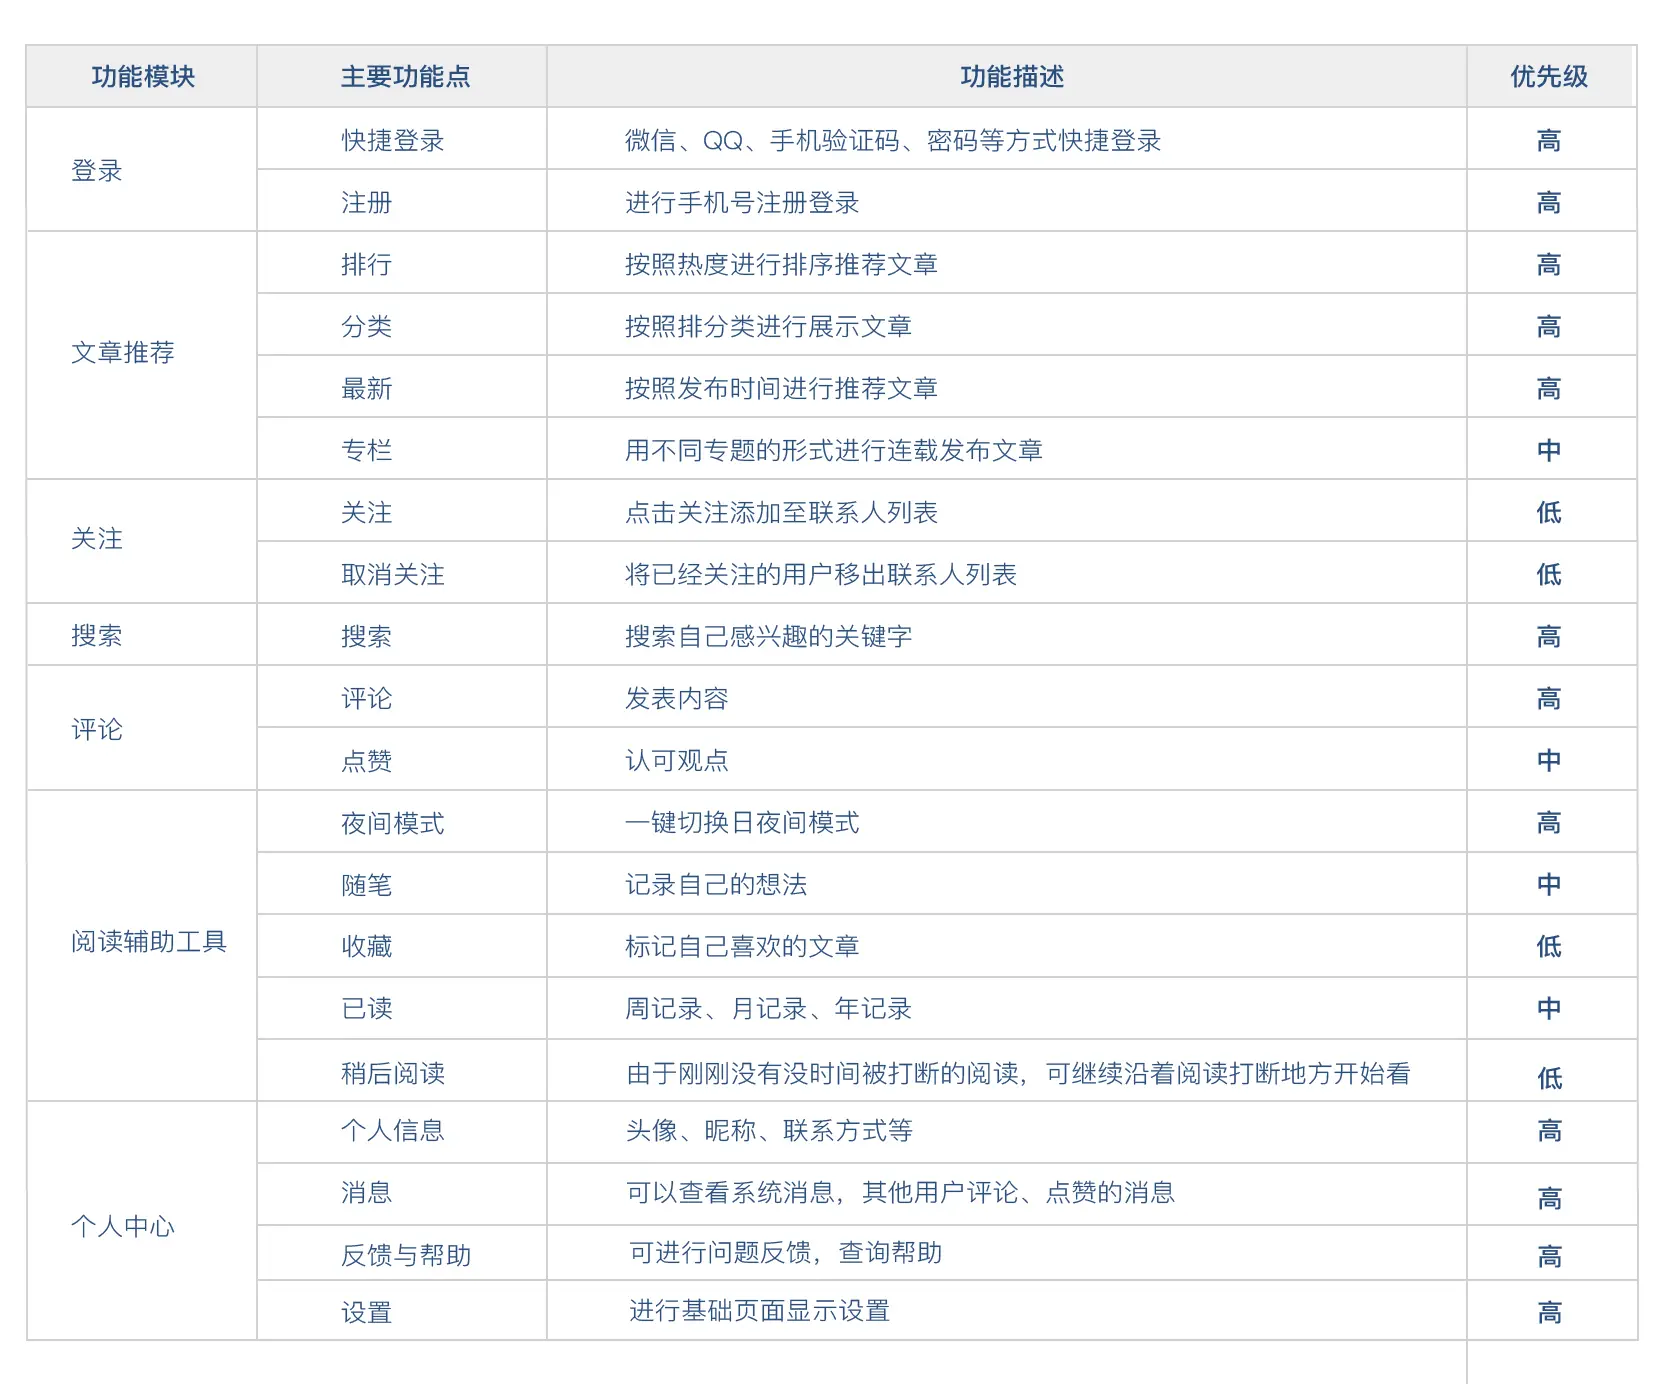 功能模块 主要功能点 功能描述 优先级
登录 快捷登录 微信、QQ、手机验证码、密码等方式快捷登录 高
注册 进行手机号注册登录 高
文章推荐 排行 按照热度进行排序推荐文章 高
分类 按照排分类进行展示文章 高
最新 按照发布时间进行推荐文章 高
专栏 用不同专题的形式进行连载发布文章 中
关注 关注 点击关注添加至联系人列表 低
取消关注 将已经关注的用户移出联系人列表 低
搜索 搜索 搜索自己感兴趣的关键字 高
评论 评论 发表内容 高
点赞 认可观点 中
阅读辅助工具 夜间模式 一键切换日夜间模式 高
随笔 记录自己的想法 中
收藏 标记自己喜欢的文章 低
已读 周记录、月记录、年记录 中
稍后阅读 由于刚刚没有没时间被打断的阅读，可继续沿着阅读打断地方开始看 低
个人中心 个人信息 头像、昵称、联系方式等 高
消息 可以查看系统消息，其他用户评论、点赞的消息 高
反馈与帮助 可进行问题反馈，查询帮助 高
设置 进行基础页面显示设置 高